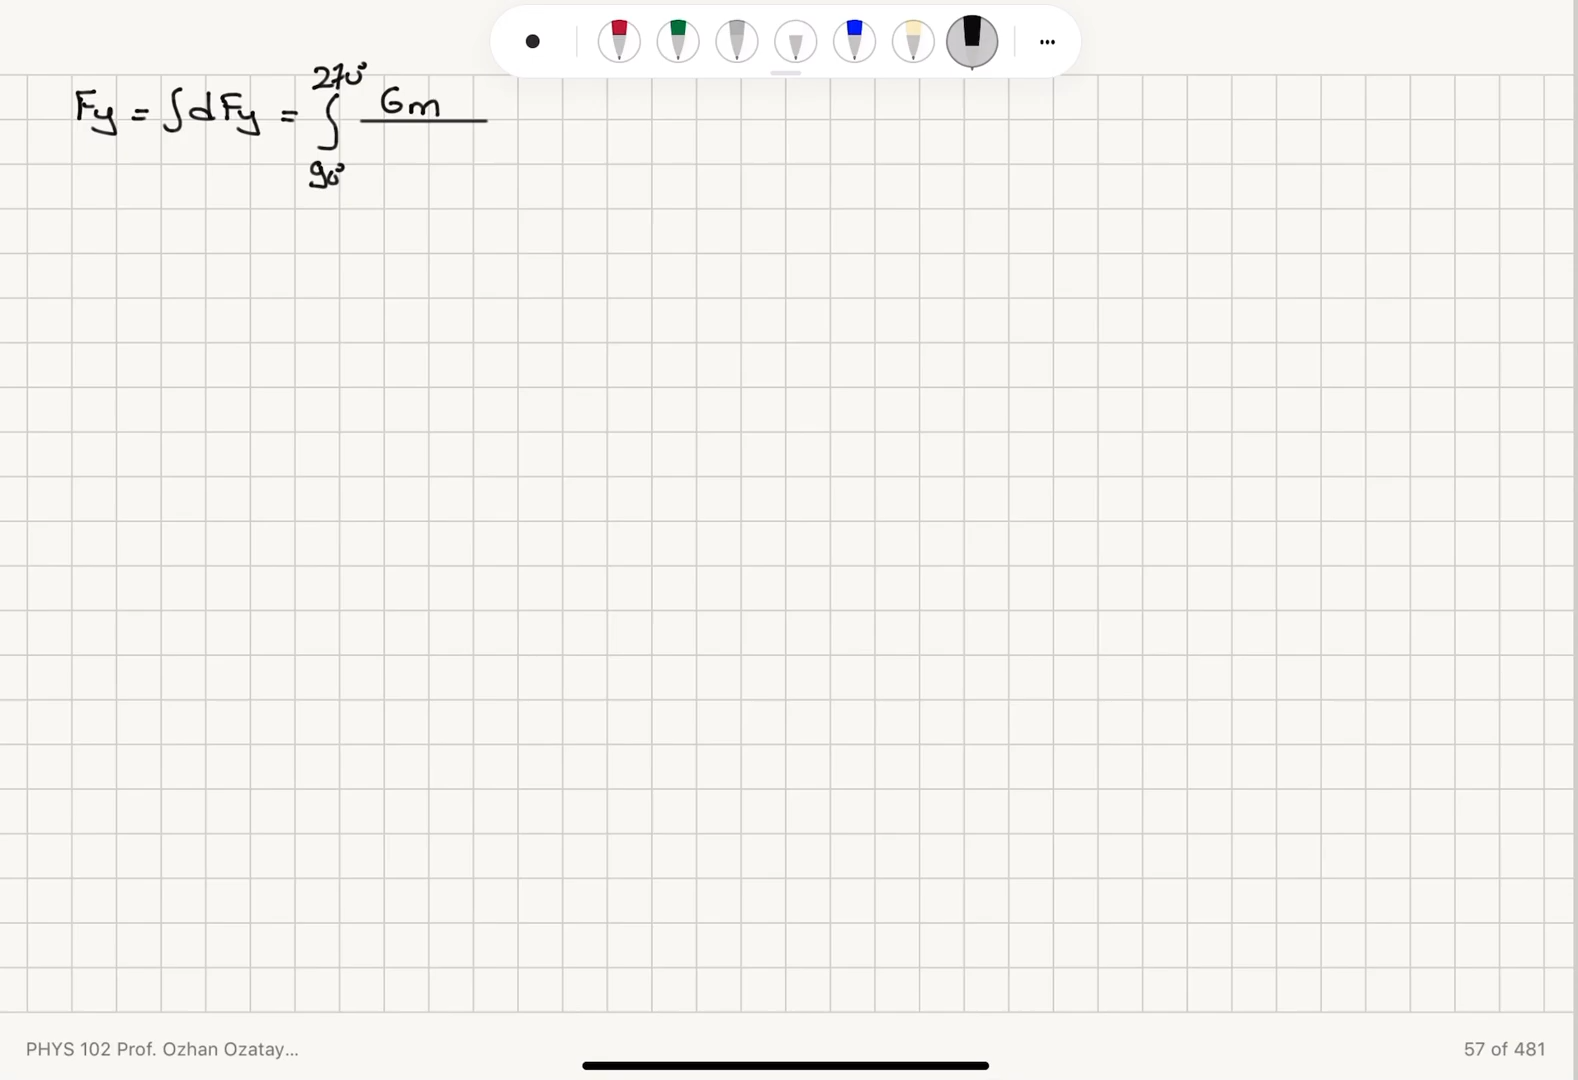 Fy = ∫dFy = ∫ from 90° to 270° Gm
PHYS 102 Prof. Ozhan Ozatay... 57 of 481